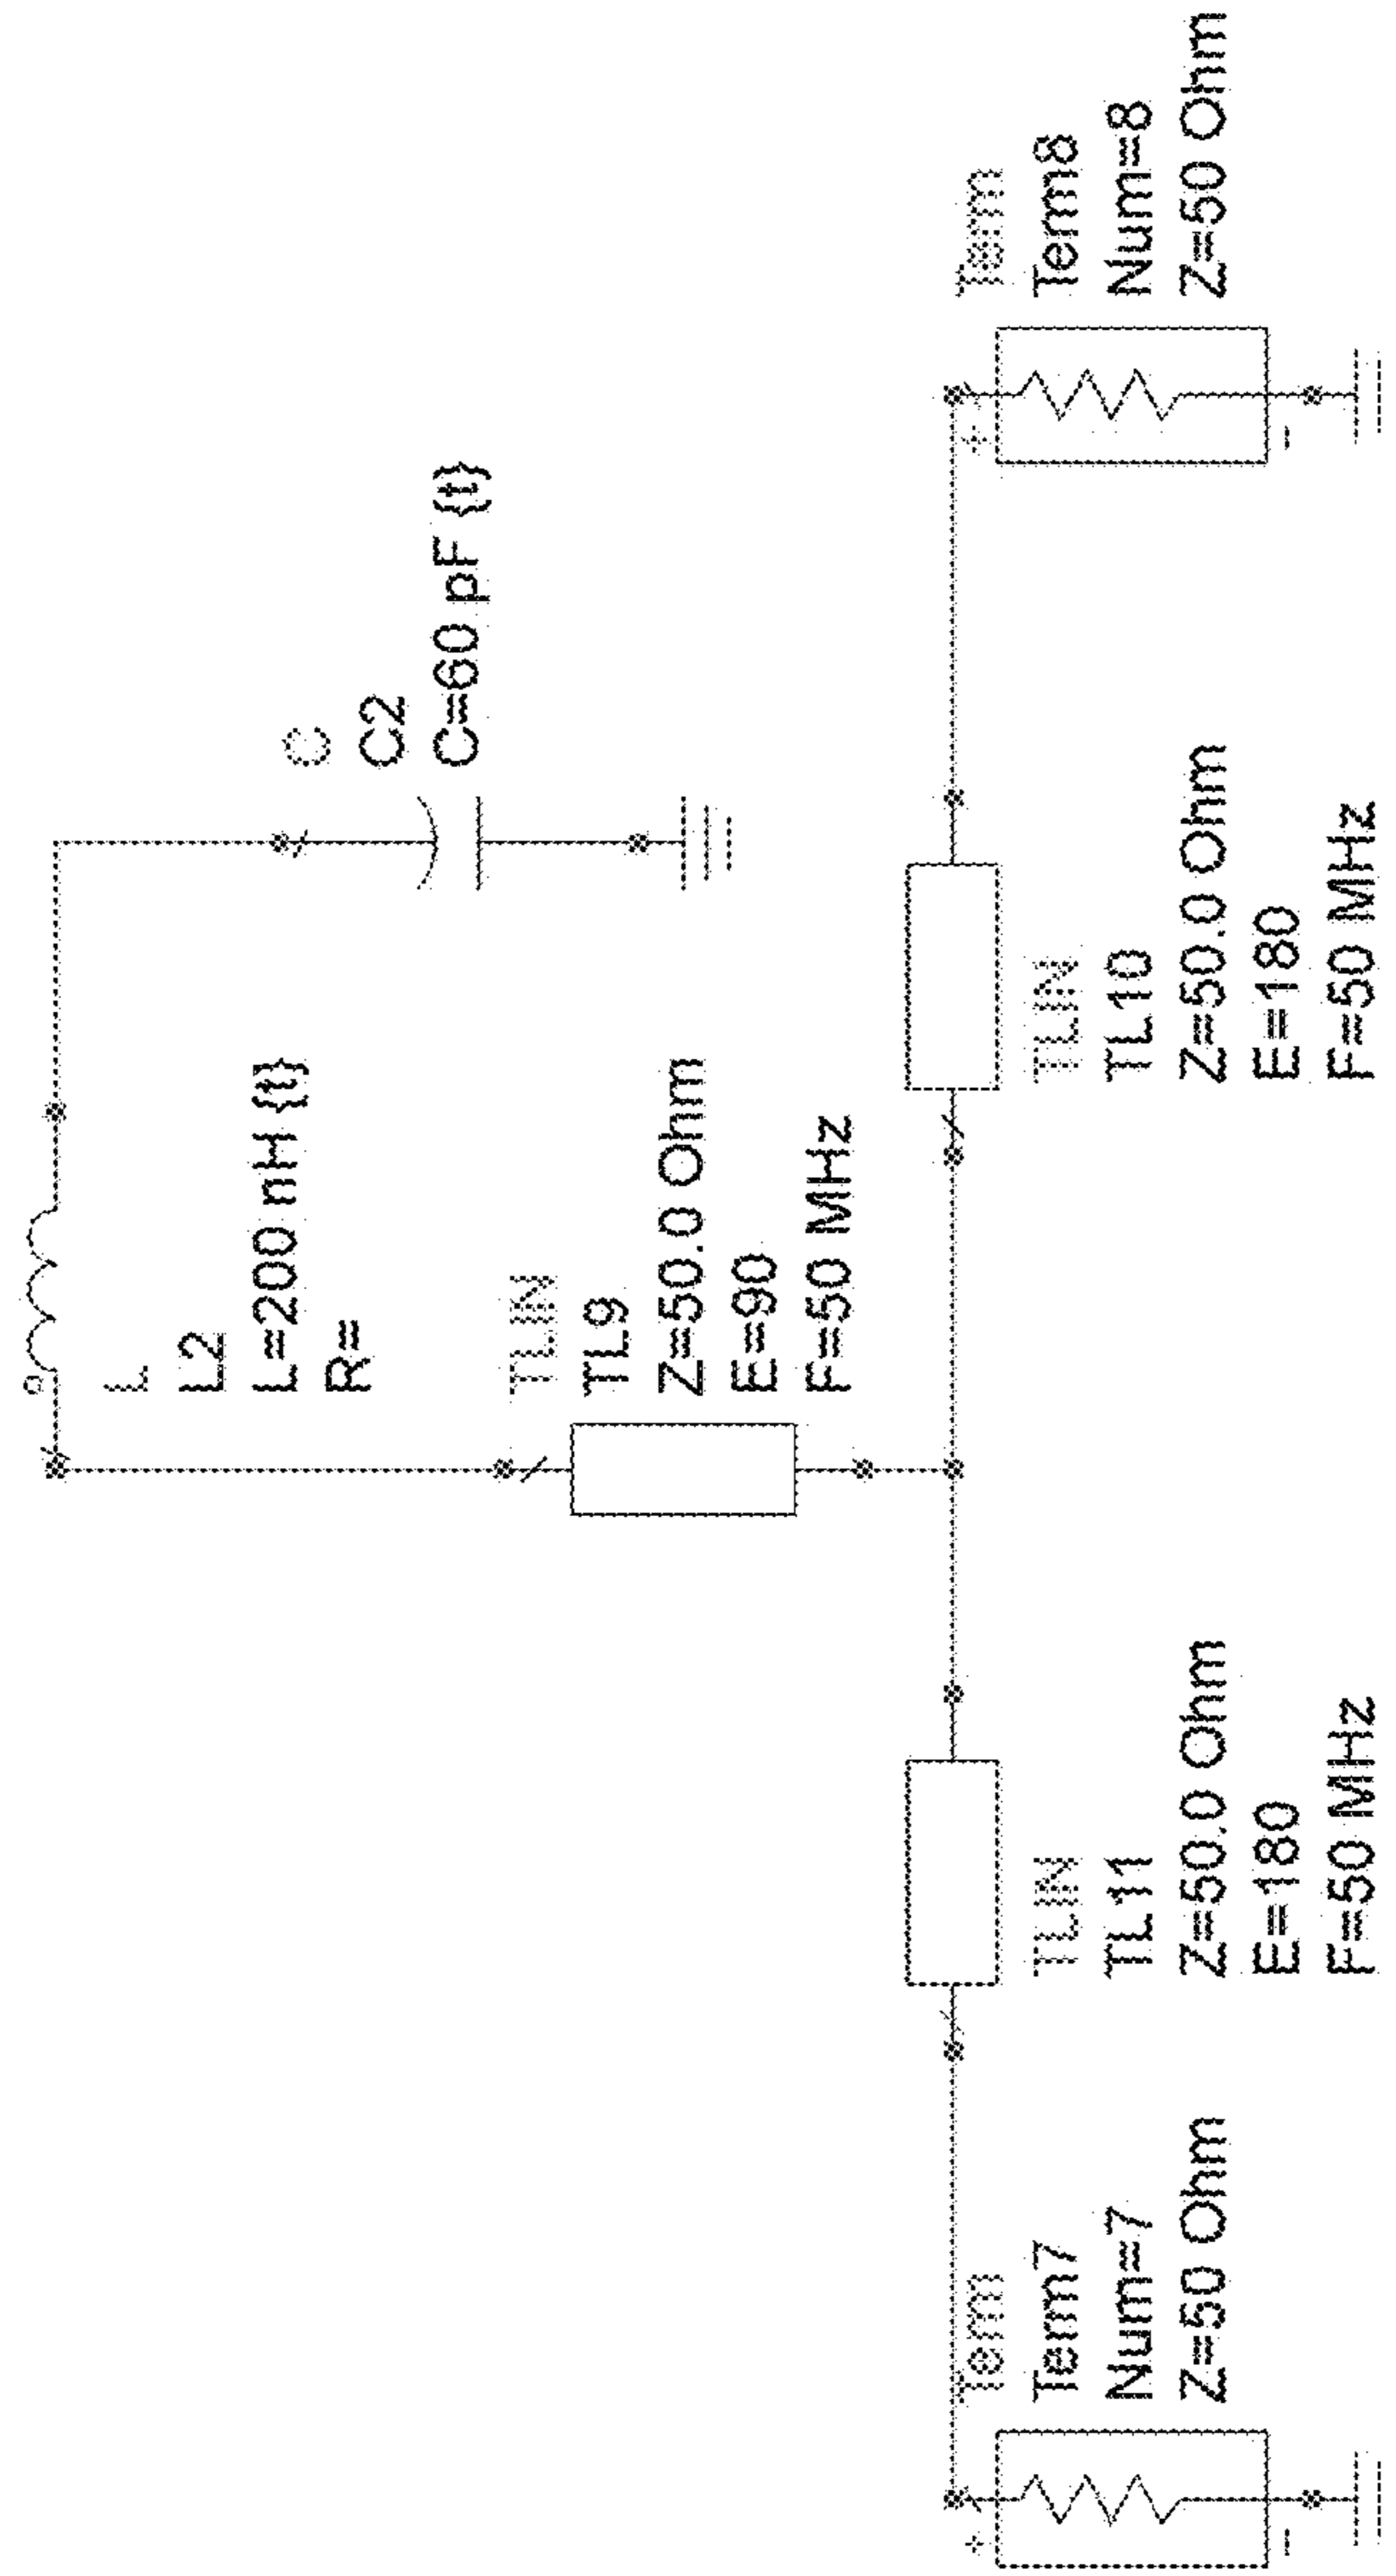 L
L2
L=200 nH {t}
R=
C
C2
C=60 pF {t}
TLIN
TL9
Z=50.0 Ohm
E=90
F=50 MHz
Term
Term7
Num=7
Z=50 Ohm
TLIN
TL11
Z=50.0 Ohm
E=180
F=50 MHz
TLIN
TL10
Z=50.0 Ohm
E=180
F=50 MHz
Term
Term8
Num=8
Z=50 Ohm